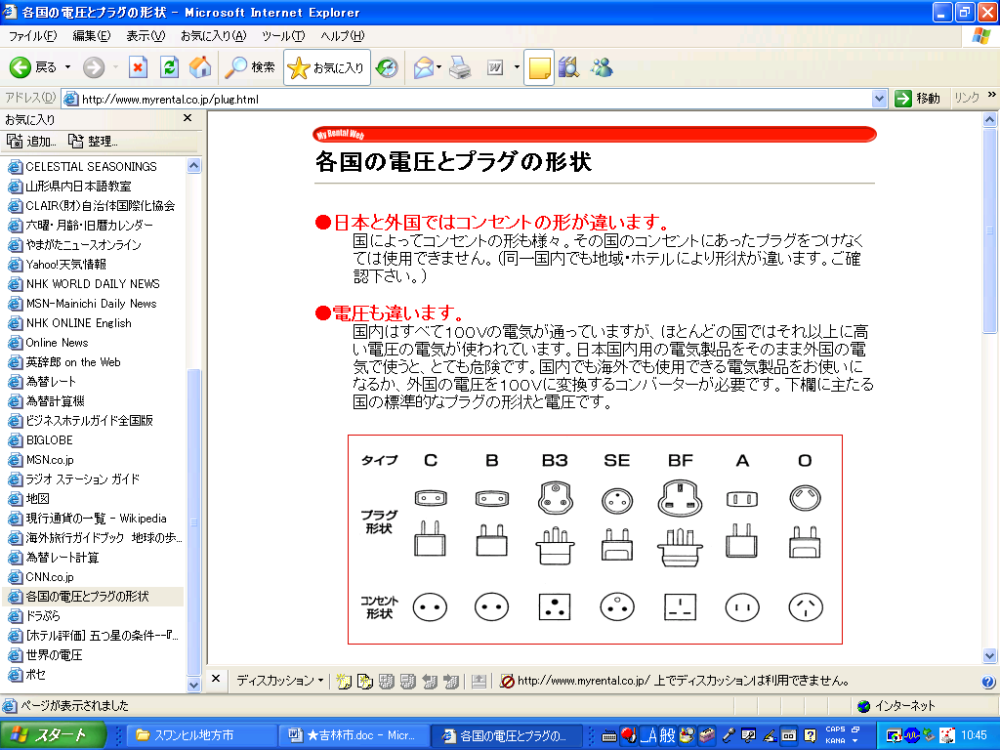 各国の電圧とプラグの形状 - Microsoft Internet Explorer
ファイル(F) 編集(E) 表示(V) お気に入り(A) ツール(T) ヘルプ(H)
戻る 検索 お気に入り
アドレス(D) http://www.myrental.co.jp/plug.html 移動 リンク »
お気に入り
追加... 整理...
CELESTIAL SEASONINGS
山形県内日本語教室
CLAIR(財)自治体国際化協会
六曜・月齢・旧暦カレンダー
やまがたニュースオンライン
Yahoo!天気情報
NHK WORLD DAILY NEWS
MSN-Mainichi Daily News
NHK ONLINE English
Online News
英辞郎 on the Web
為替レート
為替計算機
ビジネスホテルガイド全国版
BIGLOBE
MSN.co.jp
ラジオ ステーション ガイド
地図
現行通貨の一覧 - Wikipedia
海外旅行ガイドブック 地球の歩...
為替レート計算
CNN.co.jp
各国の電圧とプラグの形状
ドラぷら
[ホテル評価] 五つ星の条件--『...
世界の電圧
ポセ
My Rental Web
各国の電圧とプラグの形状
●日本と外国ではコンセントの形が違います。
国によってコンセントの形も様々。その国のコンセントにあったプラグをつけなく
ては使用できません。(同一国内でも地域・ホテルにより形状が違います。ご確
認下さい。)
●電圧も違います。
国内はすべて100Vの電気が通っていますが、ほとんどの国ではそれ以上に高
い電圧の電気が使われています。日本国内用の電気製品をそのまま外国の電
気で使うと、とても危険です。国内でも海外でも使用できる電気製品をお使いに
なるか、外国の電圧を100Vに変換するコンバーターが必要です。下欄に主たる
国の標準的なプラグの形状と電圧です。
タイプ C B B3 SE BF A O
プラグ
形状
コンセント
形状
ディスカッション http://www.myrental.co.jp/ 上でディスカッションは利用できません。
ページが表示されました インターネット
スタート スワンヒル地方市 ★吉林市.doc - Micr... 各国の電圧とプラグの... A 般 CAPS KANA 10:45